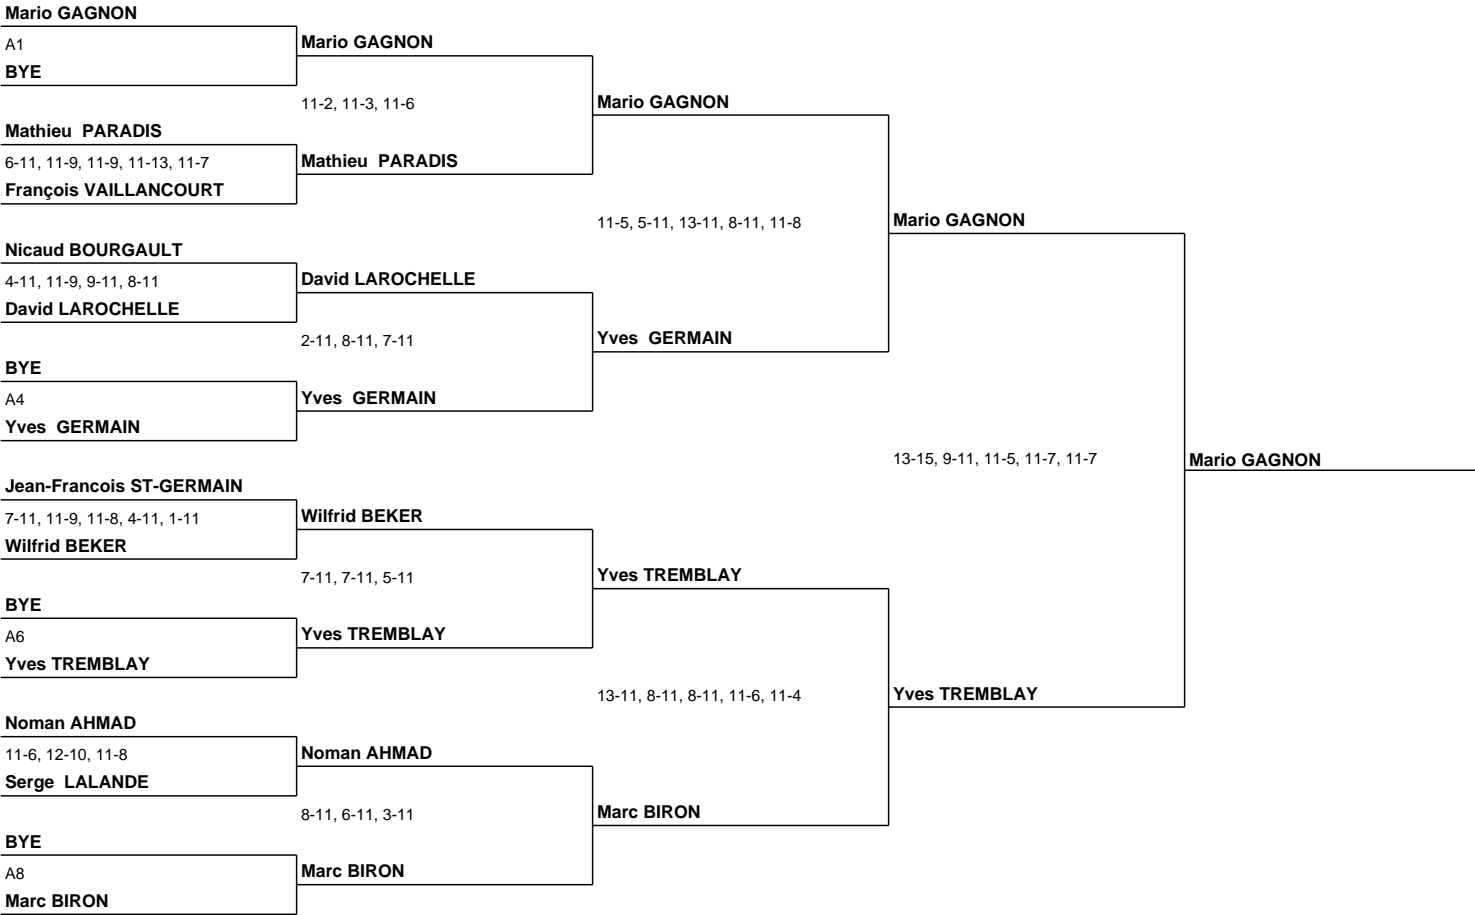 Mario GAGNON
A1
BYE
Mario GAGNON
11-2, 11-3, 11-6
Mathieu  PARADIS
6-11, 11-9, 11-9, 11-13, 11-7
François VAILLANCOURT
Mathieu  PARADIS
Mario GAGNON
11-5, 5-11, 13-11, 8-11, 11-8
Nicaud BOURGAULT
4-11, 11-9, 9-11, 8-11
David LAROCHELLE
David LAROCHELLE
2-11, 8-11, 7-11
BYE
A4
Yves  GERMAIN
Yves  GERMAIN
Yves  GERMAIN
Mario GAGNON
13-15, 9-11, 11-5, 11-7, 11-7
Mario GAGNON
Jean-Francois ST-GERMAIN
7-11, 11-9, 11-8, 4-11, 1-11
Wilfrid BEKER
Wilfrid BEKER
7-11, 7-11, 5-11
BYE
A6
Yves TREMBLAY
Yves TREMBLAY
Yves TREMBLAY
13-11, 8-11, 8-11, 11-6, 11-4
Yves TREMBLAY
Noman AHMAD
11-6, 12-10, 11-8
Serge  LALANDE
Noman AHMAD
8-11, 6-11, 3-11
BYE
A8
Marc BIRON
Marc BIRON
Marc BIRON